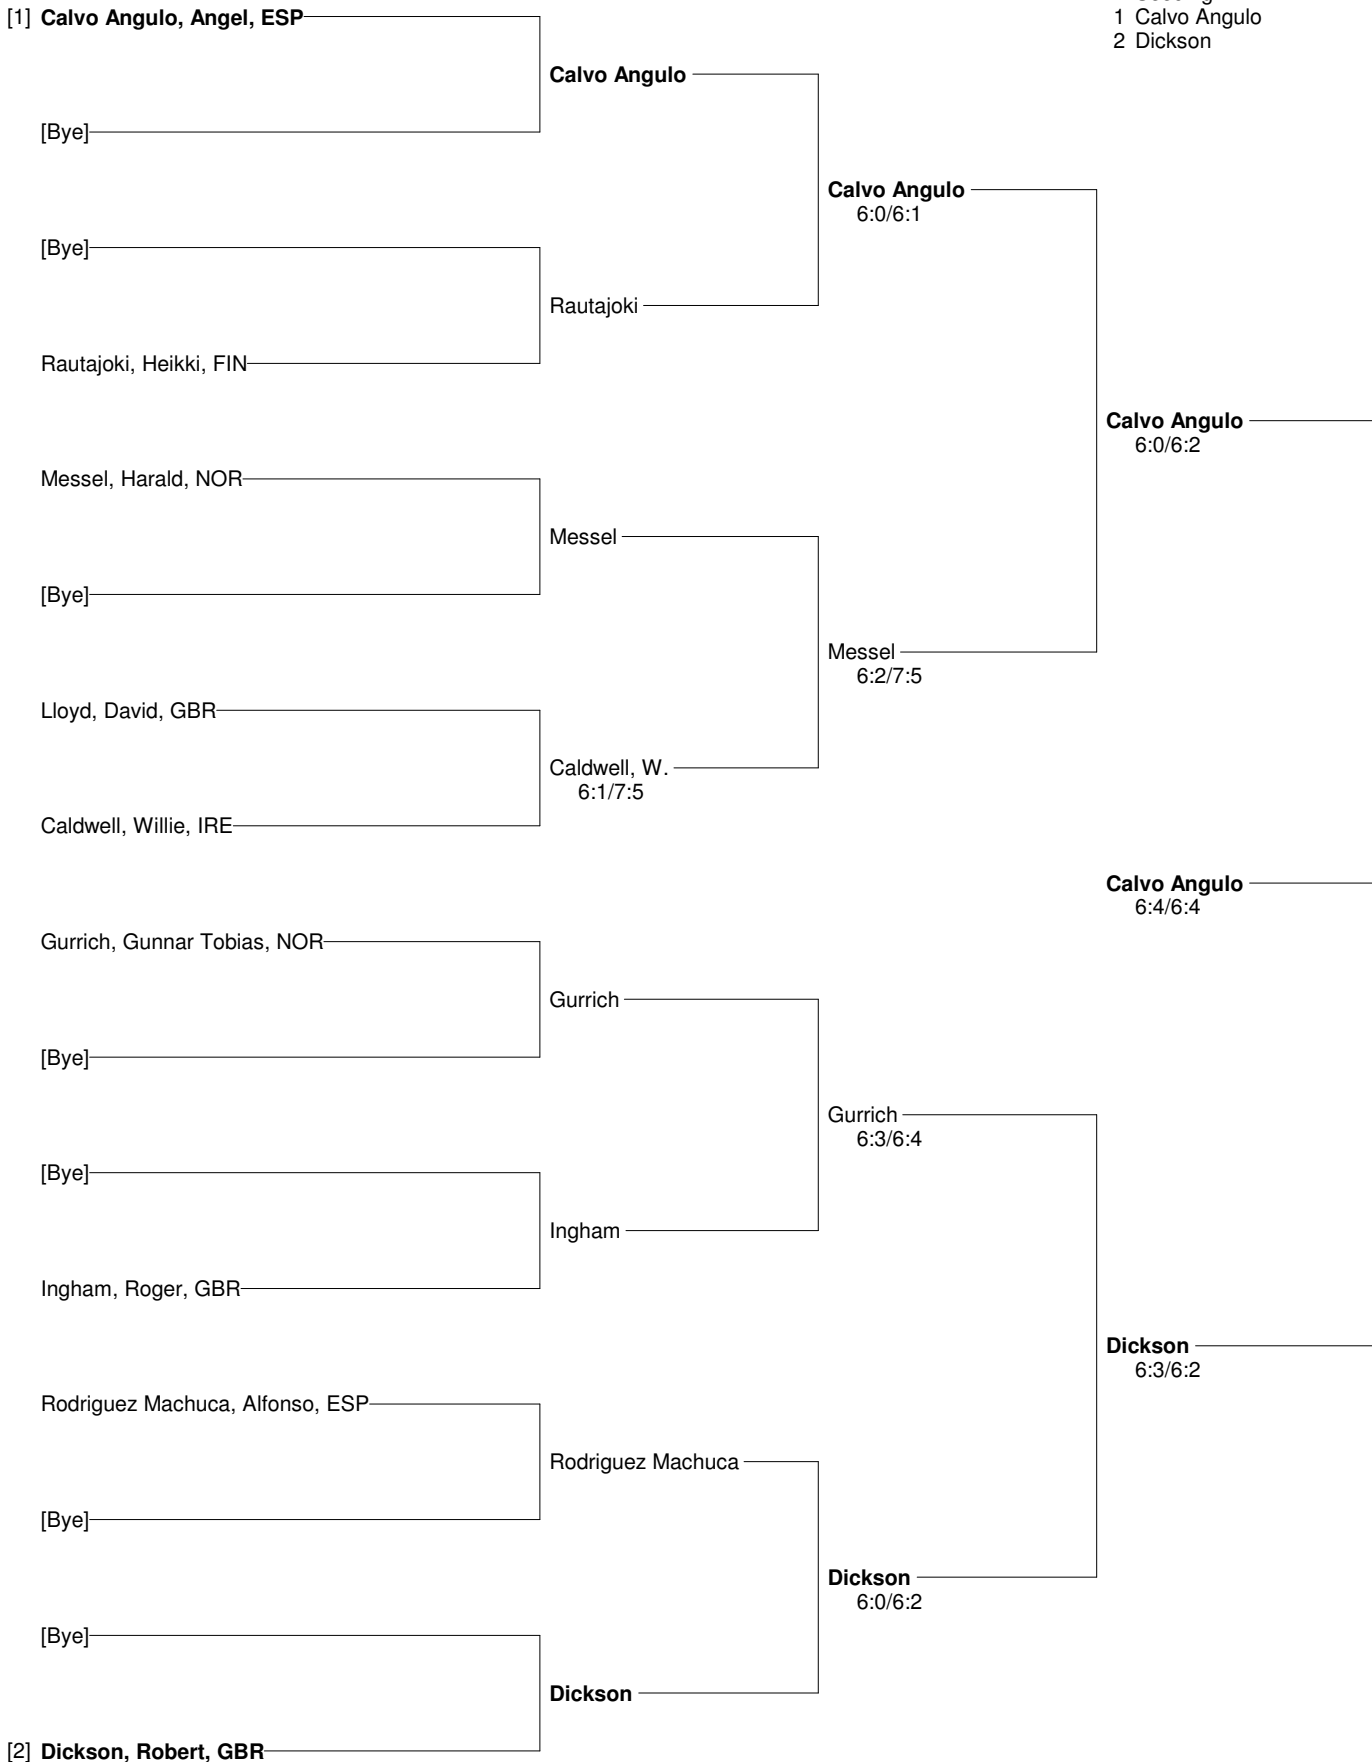 [1] Calvo Angulo, Angel, ESP
1 Calvo Angulo
2 Dickson
Calvo Angulo
[Bye]
Calvo Angulo
6:0/6:1
[Bye]
Rautajoki
Rautajoki, Heikki, FIN
Calvo Angulo
6:0/6:2
Messel, Harald, NOR
Messel
[Bye]
Messel
6:2/7:5
Lloyd, David, GBR
Caldwell, W.
6:1/7:5
Caldwell, Willie, IRE
Calvo Angulo
6:4/6:4
Gurrich, Gunnar Tobias, NOR
Gurrich
[Bye]
Gurrich
6:3/6:4
[Bye]
Ingham
Ingham, Roger, GBR
Dickson
6:3/6:2
Rodriguez Machuca, Alfonso, ESP
Rodriguez Machuca
[Bye]
Dickson
6:0/6:2
[Bye]
Dickson
[2] Dickson, Robert, GBR